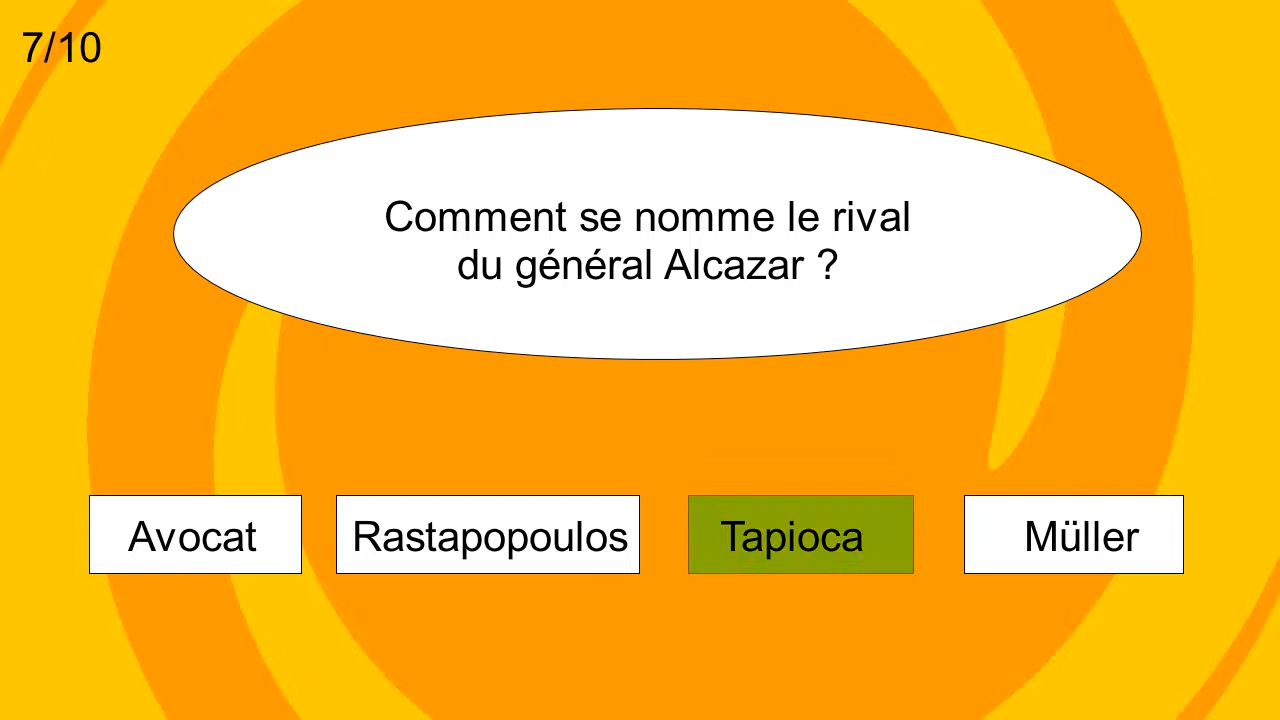 7/10
Comment se nomme le rival
du général Alcazar ?
Avocat
Rastapopoulos
Tapioca
Müller